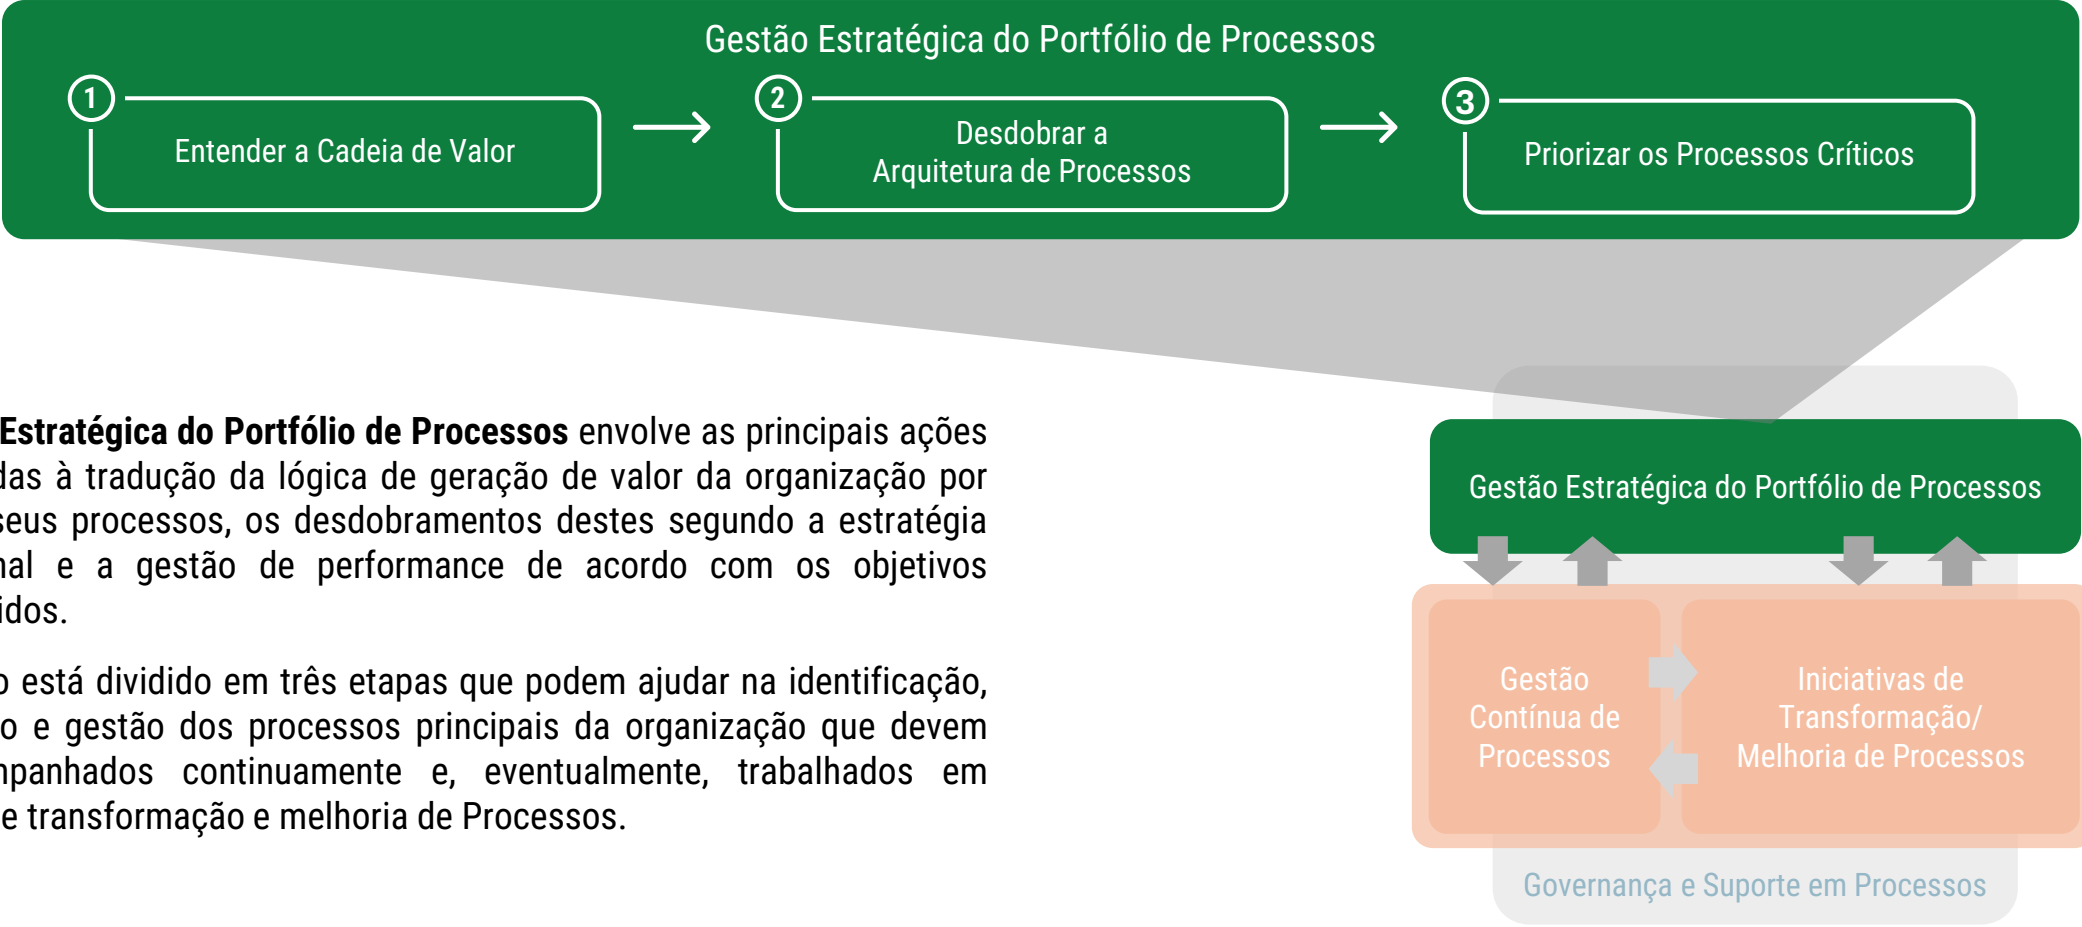 Gestão Estratégica do Portfólio de Processos
1
Entender a Cadeia de Valor
2
Desdobrar a
Arquitetura de Processos
3
Priorizar os Processos Críticos
Estratégica do Portfólio de Processos envolve as principais ações
das à tradução da lógica de geração de valor da organização por
seus processos, os desdobramentos destes segundo a estratégia
nal e a gestão de performance de acordo com os objetivos
idos.
o está dividido em três etapas que podem ajudar na identificação,
o e gestão dos processos principais da organização que devem
mpanhados continuamente e, eventualmente, trabalhados em
e transformação e melhoria de Processos.
Gestão Estratégica do Portfólio de Processos
Gestão
Contínua de
Processos
Iniciativas de
Transformação/
Melhoria de Processos
Governança e Suporte em Processos